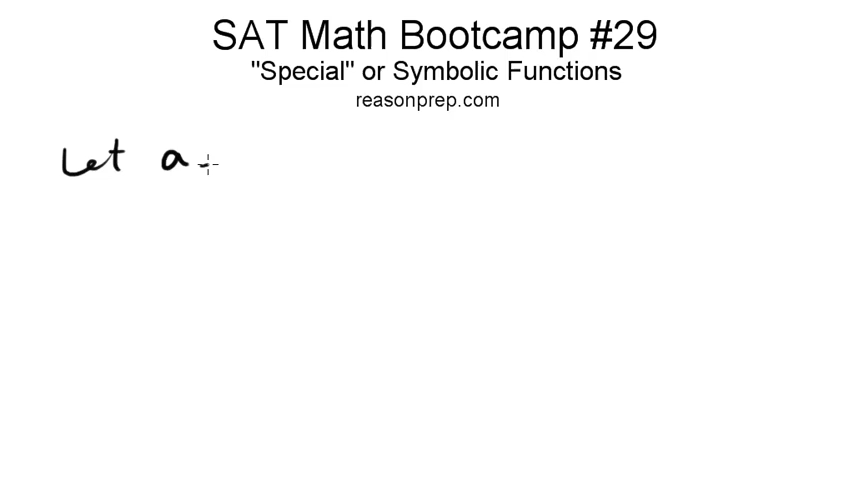 SAT Math Bootcamp #29
"Special" or Symbolic Functions
reasonprep.com
Let a